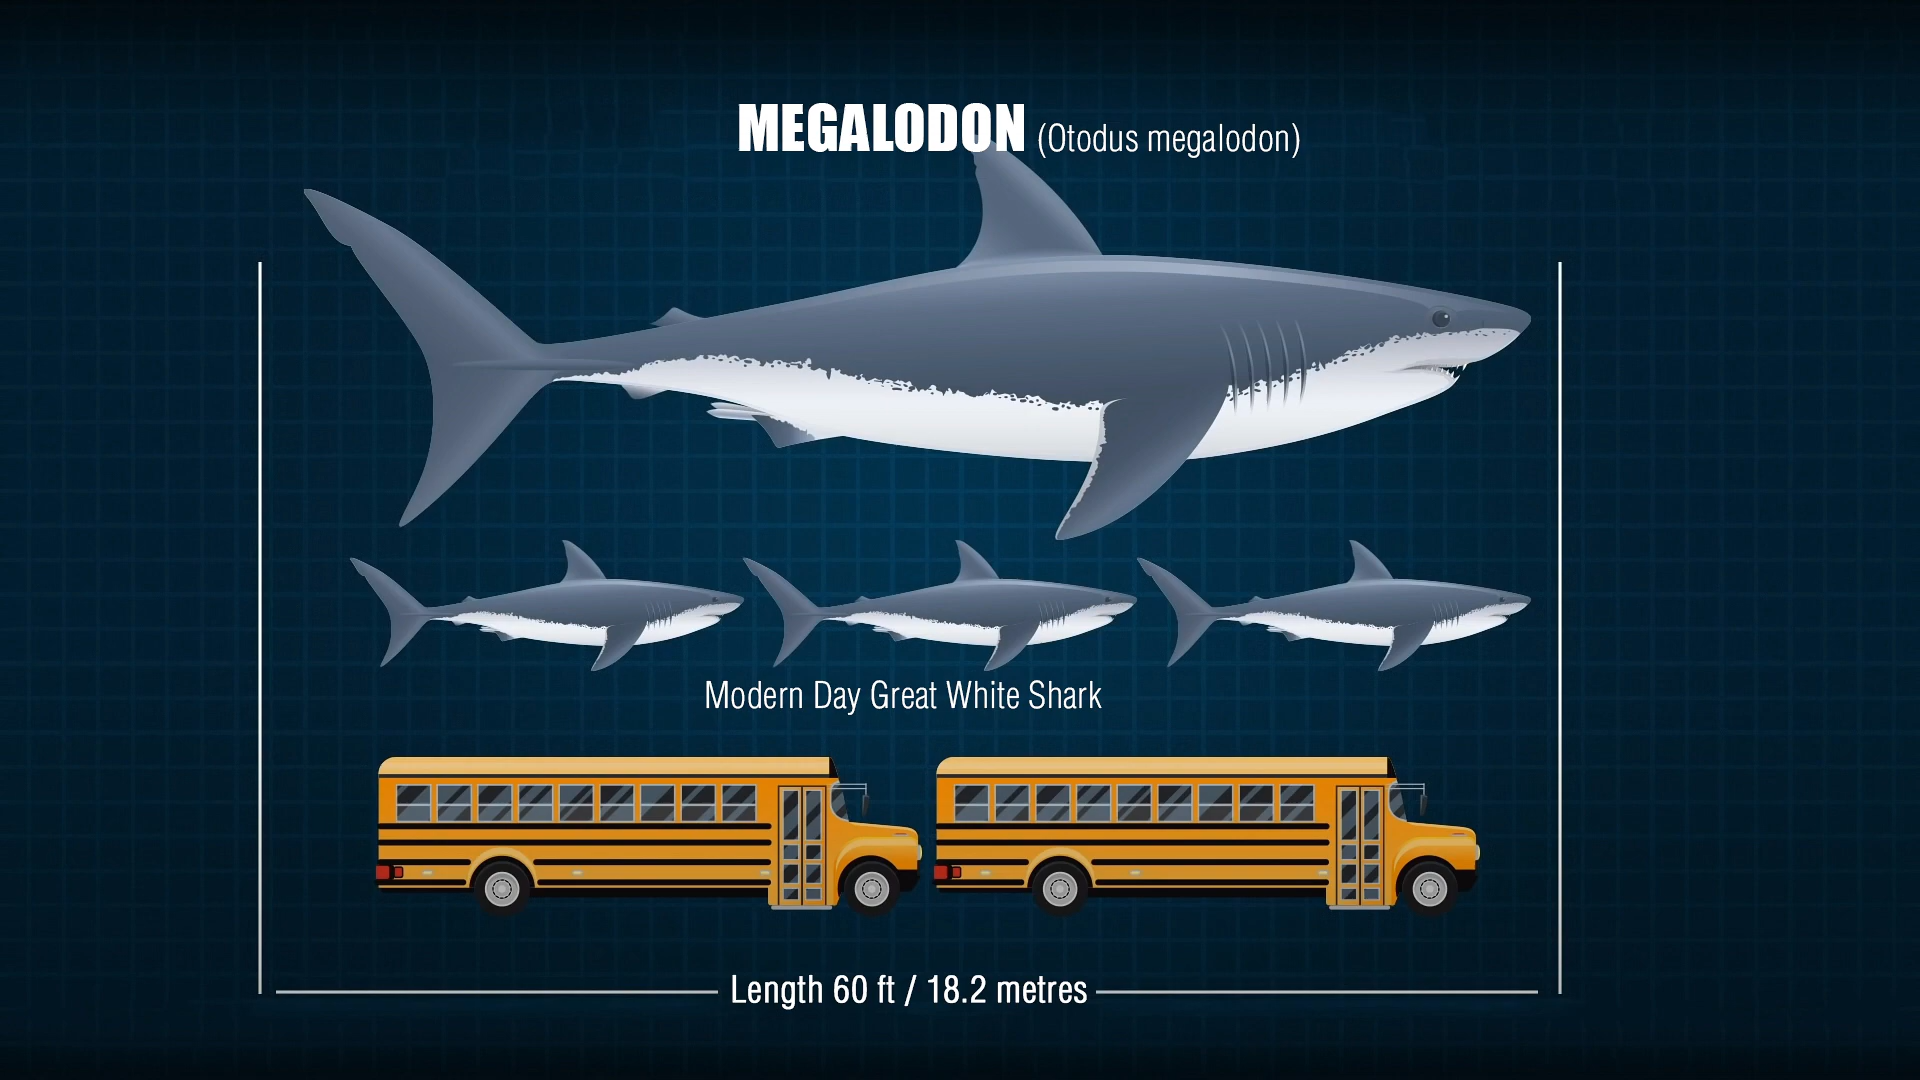 MEGALODON (Otodus megalodon)
Modern Day Great White Shark
Length 60 ft / 18.2 metres